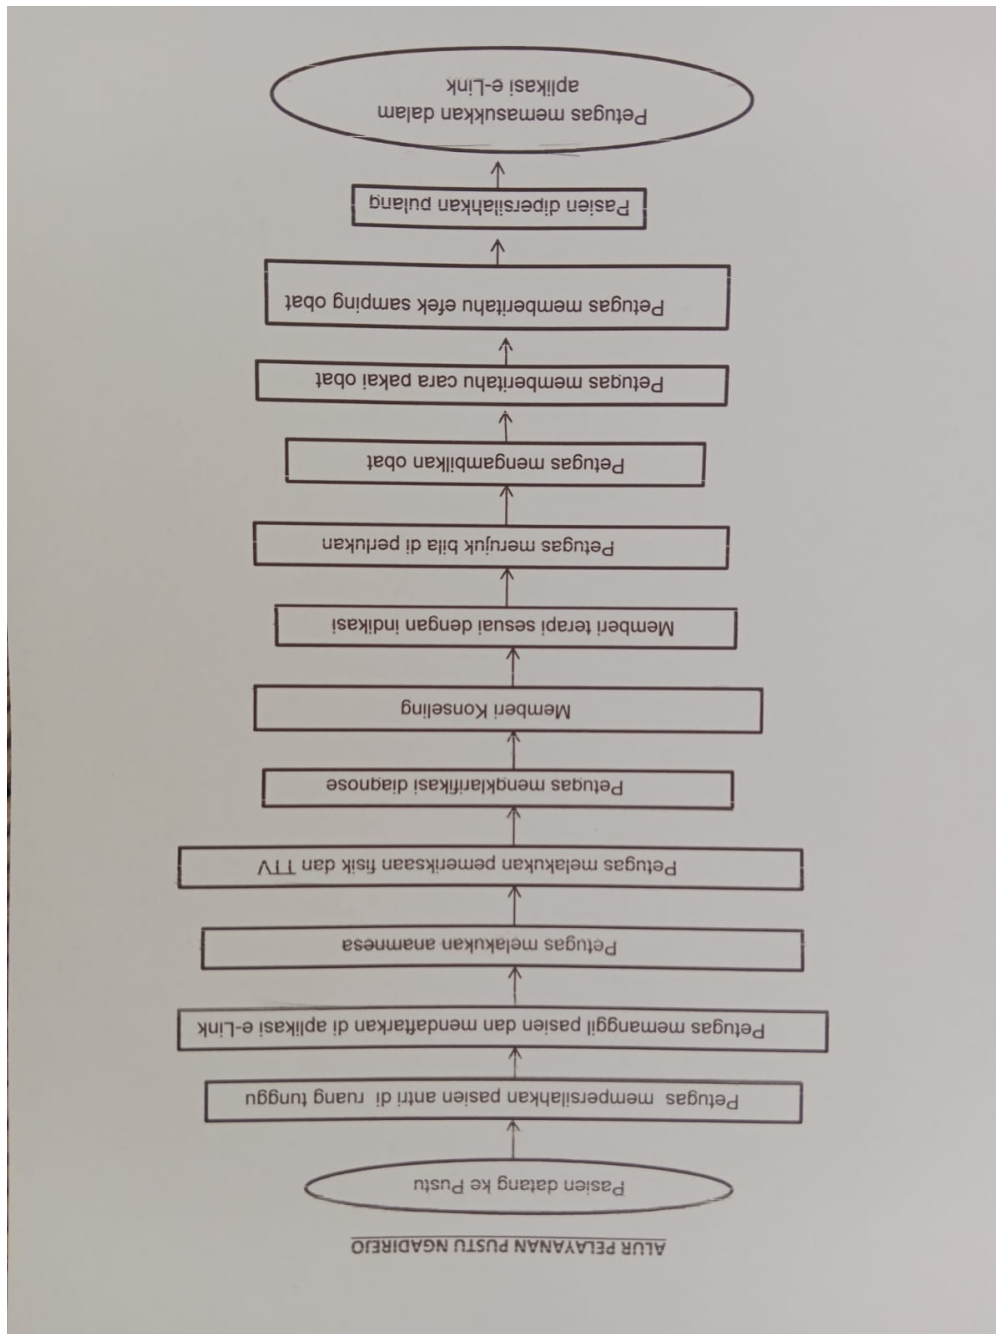 ALUR PELAYANAN PUSTU NGADIREJO
Pasien datang ke Pustu
Petugas mempersilahkan pasien antri di ruang tunggu
Petugas memanggil pasien dan mendaftarkan di aplikasi e-Link
Petugas melakukan anamnesa
Petugas melakukan pemeriksaan fisik dan TTV
Petugas mengklarifikasi diagnose
Memberi Konseling
Memberi terapi sesuai dengan indikasi
Petugas merujuk bila di perlukan
Petugas mengambilkan obat
Petugas memberitahu cara pakai obat
Petugas memberitahu efek samping obat
Pasien dipersilahkan pulang
Petugas memasukkan dalam
aplikasi e-Link